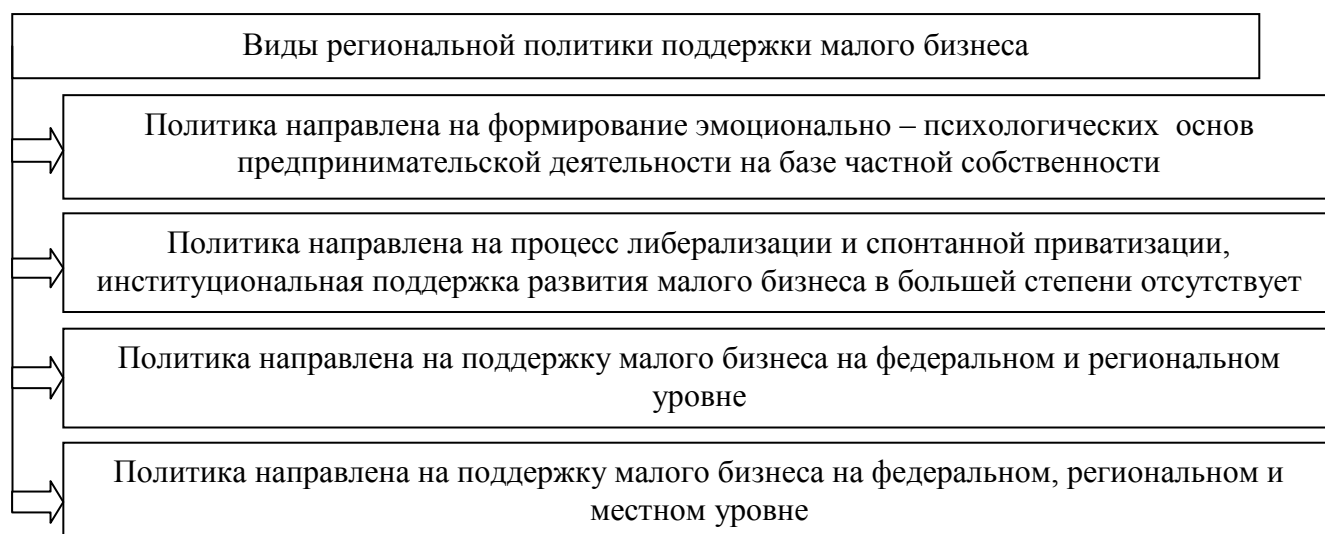 Виды региональной политики поддержки малого бизнеса
Политика направлена на формирование эмоционально – психологических основ
предпринимательской деятельности на базе частной собственности
Политика направлена на процесс либерализации и спонтанной приватизации,
институциональная поддержка развития малого бизнеса в большей степени отсутствует
Политика направлена на поддержку малого бизнеса на федеральном и региональном
уровне
Политика направлена на поддержку малого бизнеса на федеральном, региональном и
местном уровне